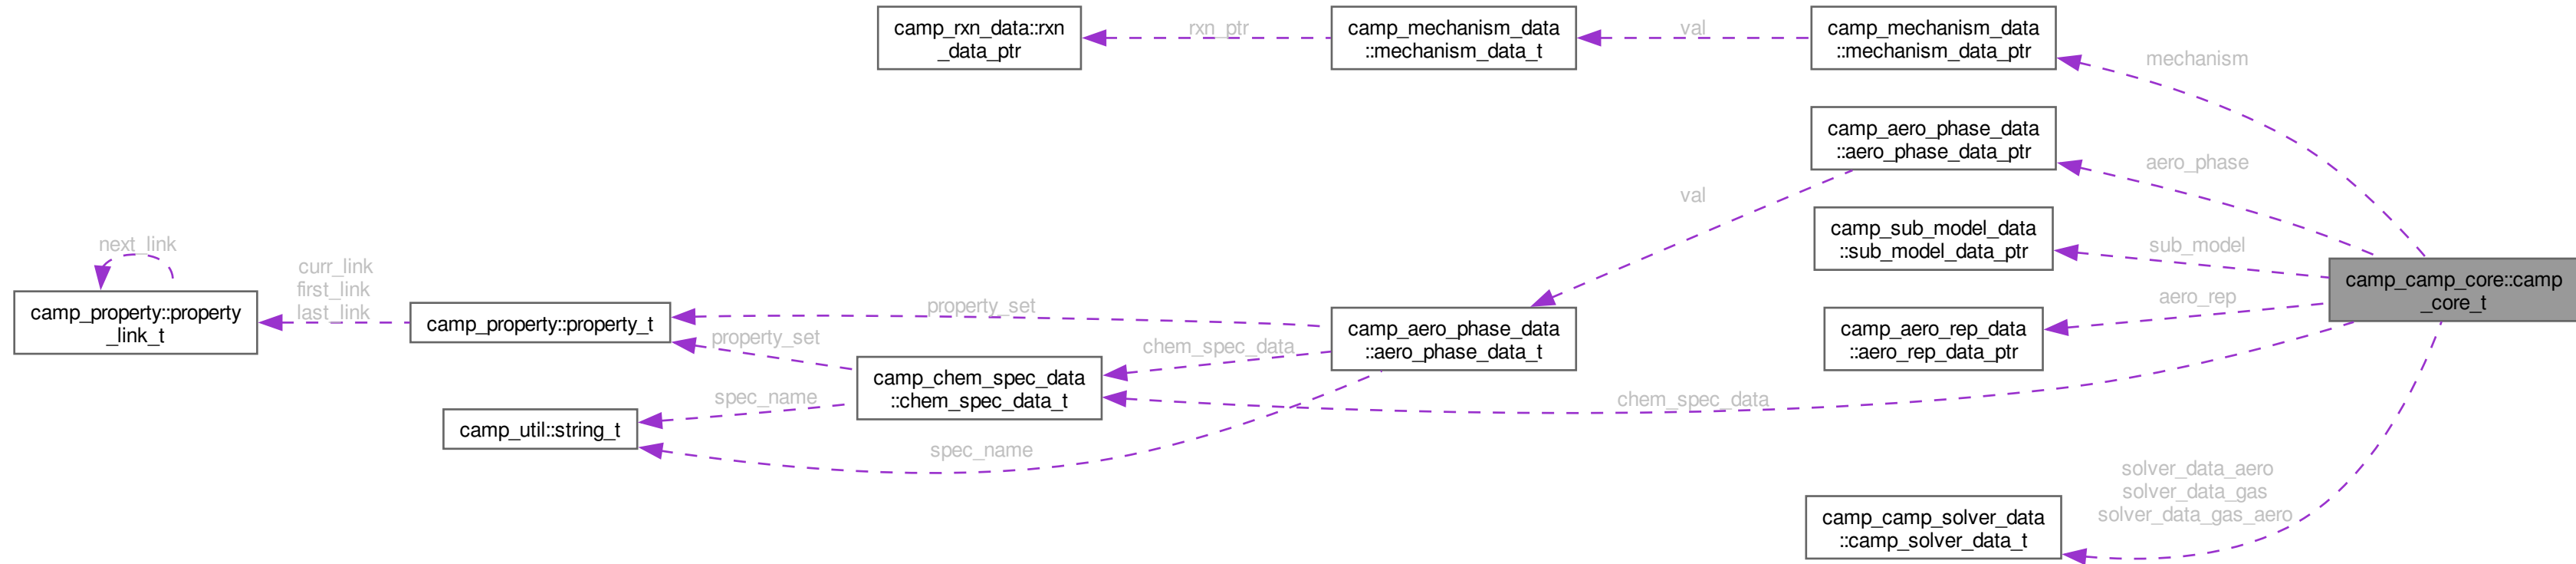 camp_rxn_data::rxn
_data_ptr
rxn_ptr
camp_mechanism_data
::mechanism_data_t
val
camp_mechanism_data
::mechanism_data_ptr
mechanism
camp_aero_phase_data
::aero_phase_data_ptr
aero_phase
val
camp_sub_model_data
::sub_model_data_ptr
sub_model
camp_camp_core::camp
_core_t
aero_rep
camp_aero_rep_data
::aero_rep_data_ptr
next_link
camp_property::property
_link_t
curr_link
first_link
last_link
camp_property::property_t
property_set
property_set
camp_aero_phase_data
::aero_phase_data_t
chem_spec_data
camp_chem_spec_data
::chem_spec_data_t
chem_spec_data
spec_name
camp_util::string_t
spec_name
solver_data_aero
solver_data_gas
solver_data_gas_aero
camp_camp_solver_data
::camp_solver_data_t